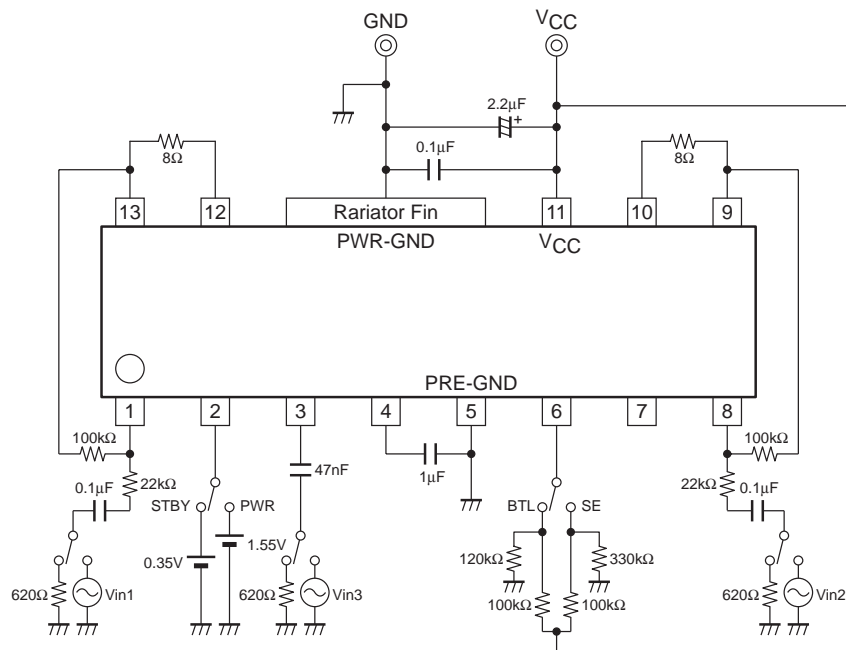 GND
VCC
2.2µF
+
0.1µF
8Ω
8Ω
13
12
Rariator Fin
11
10
9
PWR-GND
VCC
PRE-GND
1
2
3
4
5
6
7
8
100kΩ
22kΩ
0.1µF
620Ω
Vin1
STBY
PWR
0.35V
1.55V
47nF
620Ω
Vin3
1µF
BTL
SE
120kΩ
330kΩ
100kΩ
100kΩ
100kΩ
22kΩ
0.1µF
620Ω
Vin2